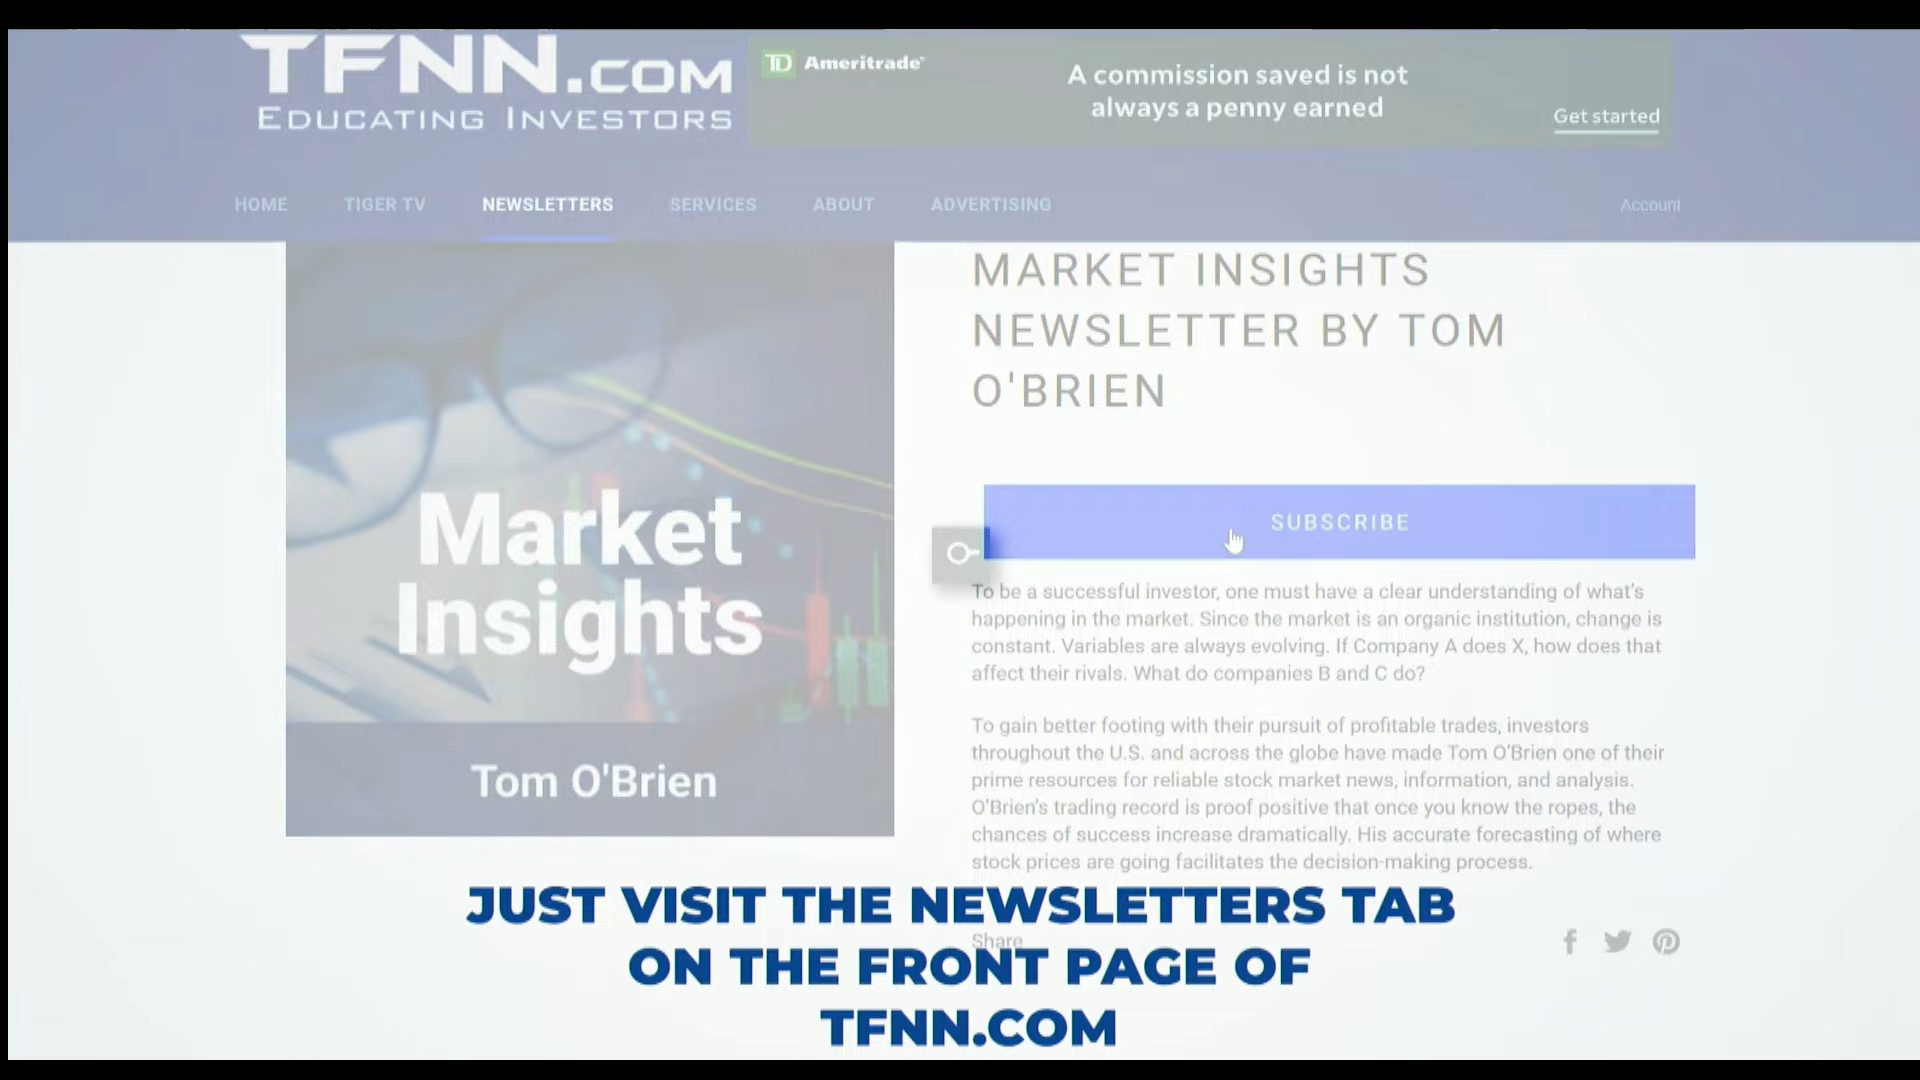 TFNN.COM
EDUCATING INVESTORS
TD Ameritrade®
A commission saved is not
always a penny earned
Get started
HOME TIGER TV NEWSLETTERS SERVICES ABOUT ADVERTISING Account
Market
Insights
Tom O'Brien
MARKET INSIGHTS
NEWSLETTER BY TOM
O'BRIEN
SUBSCRIBE
To be a successful investor, one must have a clear understanding of what's
happening in the market. Since the market is an organic institution, change is
constant. Variables are always evolving. If Company A does X, how does that
affect their rivals. What do companies B and C do?
To gain better footing with their pursuit of profitable trades, investors
throughout the U.S. and across the globe have made Tom O'Brien one of their
prime resources for reliable stock market news, information, and analysis.
O'Brien's trading record is proof positive that once you know the ropes, the
chances of success increase dramatically. His accurate forecasting of where
stock prices are going facilitates the decision-making process.
Share
JUST VISIT THE NEWSLETTERS TAB
ON THE FRONT PAGE OF
TFNN.COM